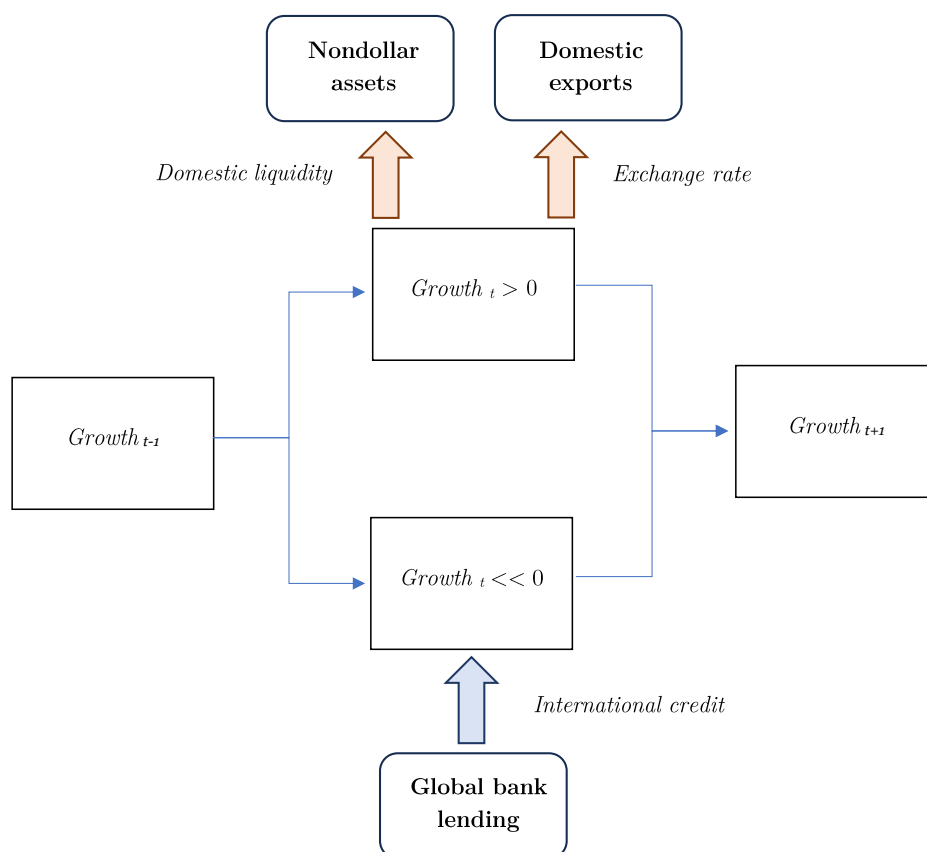 Nondollar
assets
Domestic
exports
Domestic liquidity
Exchange rate
Growth t > 0
Growth t-1
Growth t+1
Growth t << 0
International credit
Global bank
lending